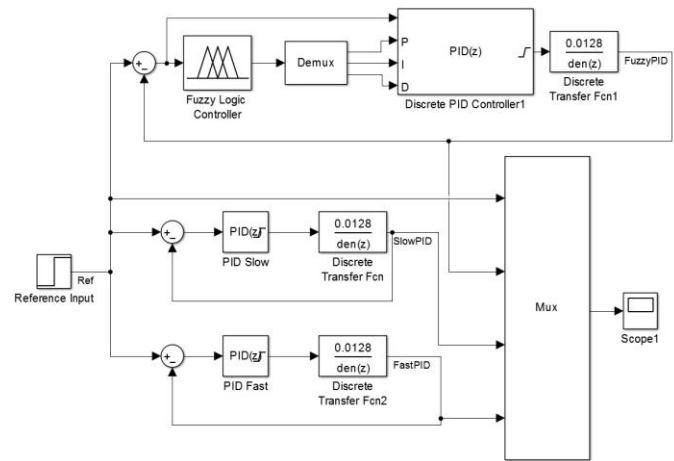 P
I
D
PID(z)
Demux
0.0128
den(z)
FuzzyPID
Fuzzy Logic
Controller
Discrete PID Controller1
Discrete
Transfer Fcn1
+
-
Ref
Reference Input
+
-
PID(z)
PID Slow
0.0128
den(z)
SlowPID
Discrete
Transfer Fcn
+
-
PID(z)
PID Fast
0.0128
den(z)
FastPID
Discrete
Transfer Fcn2
+
-
Mux
Scope1